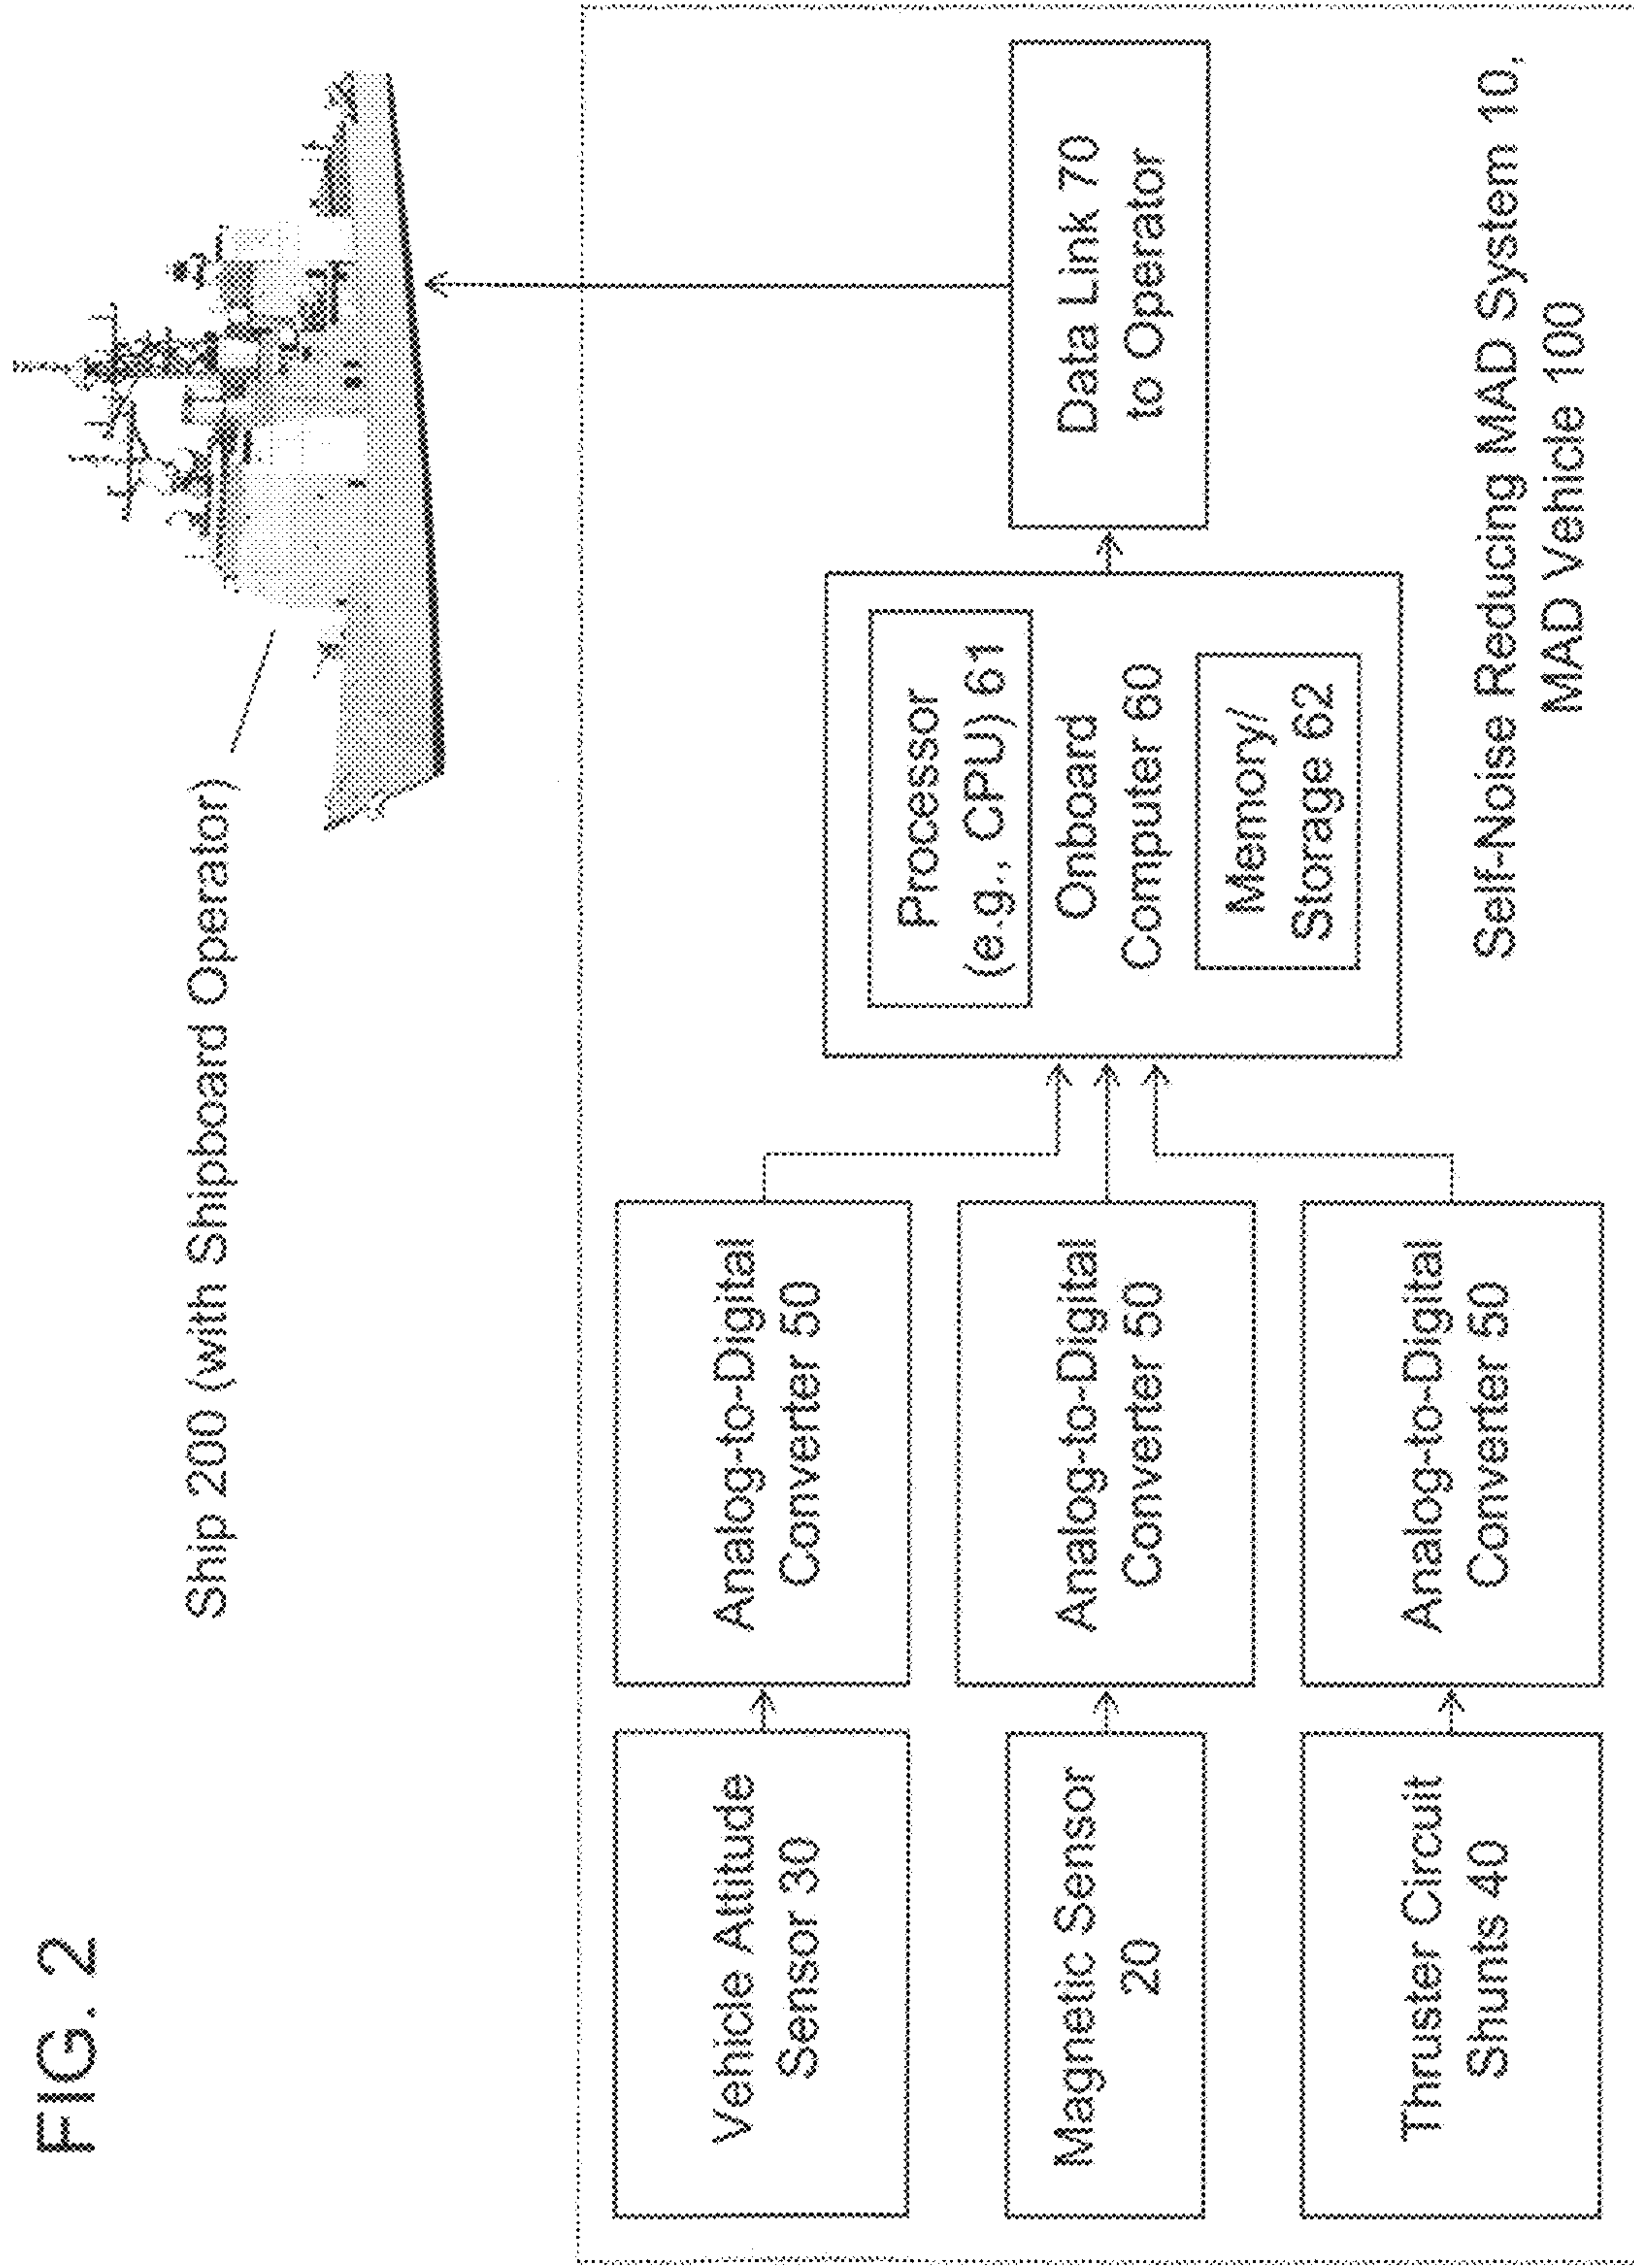 FIG. 2
Ship 200 (with Shipboard Operator)
Vehicle Attitude
Sensor 30
Analog-to-Digital
Converter 50
Magnetic Sensor
20
Analog-to-Digital
Converter 50
Thruster Circuit
Shunts 40
Analog-to-Digital
Converter 50
Processor
(e.g., CPU) 61
Onboard
Computer 60
Memory/
Storage 62
Data Link 70
to Operator
Self-Noise Reducing MAD System 10,
MAD Vehicle 100